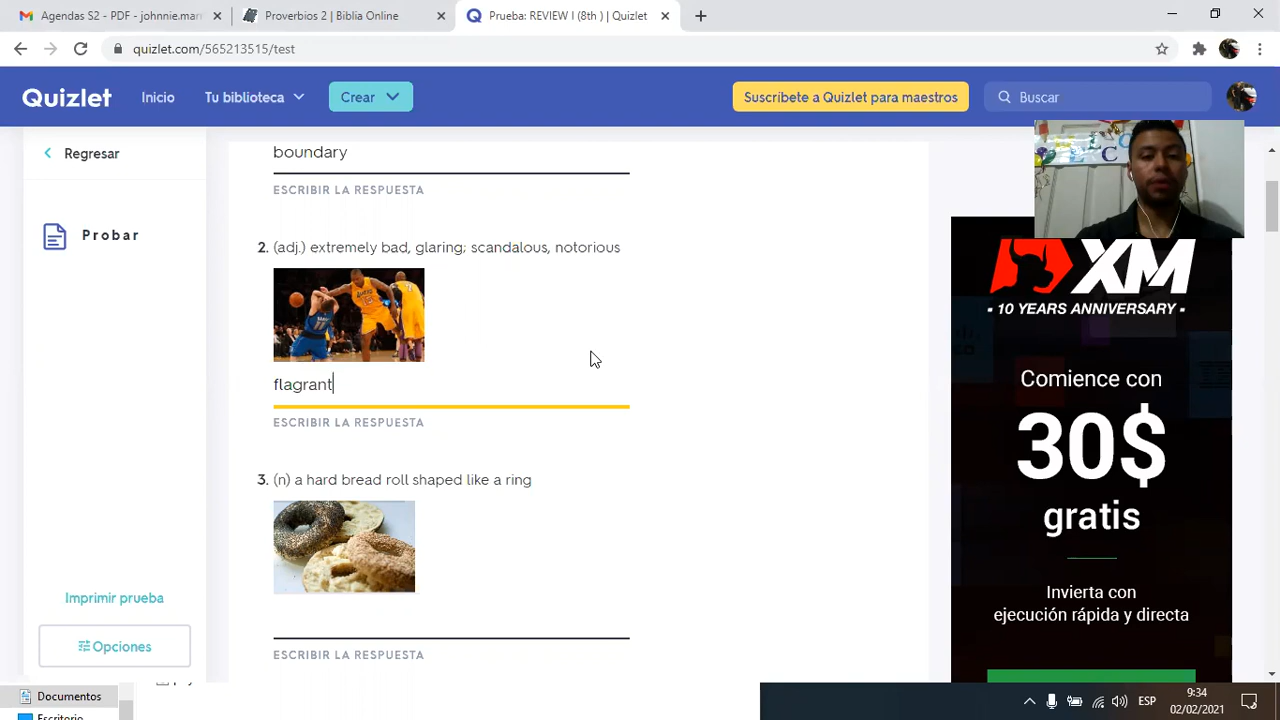 Agendas S2 - PDF - johnnie.mar
Proverbios 2 | Biblia Online
Prueba: REVIEW I (8th ) | Quizlet
quizlet.com/565213515/test
Quizlet
Inicio
Tu biblioteca
Crear
Suscríbete a Quizlet para maestros
Buscar
Regresar
Probar
boundary
ESCRIBIR LA RESPUESTA
2. (adj.) extremely bad, glaring; scandalous, notorious
flagrant
ESCRIBIR LA RESPUESTA
3. (n) a hard bread roll shaped like a ring
ESCRIBIR LA RESPUESTA
Imprimir prueba
Opciones
XM
- 10 YEARS ANNIVERSARY -
Comience con
30$
gratis
Invierta con
ejecución rápida y directa
Documentos
Escritorio
ESP
9:34
02/02/2021